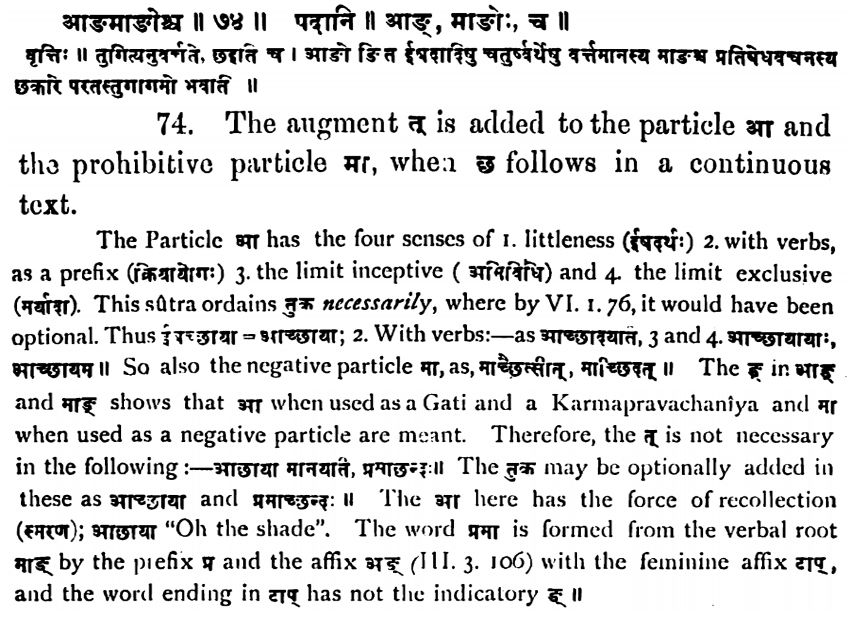 आङमाङोश्च ॥ ७४ ॥ पदानि ॥ आङ्, माङोः, च ॥
वृत्तिः ॥ तुगित्यनुवर्त्तते, छइति च । आङो ङित ईषदादिषु चतुर्ष्वर्थेषु वर्त्तमानस्य माङश्च प्रतिषेधवचनस्य
छकारे परतस्तुगागमो भवति ॥
74. The augment त् is added to the particle आ and
the prohibitive particle मा, when छ follows in a continuous
text.
The Particle आ has the four senses of 1. littleness (ईषदर्थः) 2. with verbs,
as a prefix (क्रियायोगः) 3. the limit inceptive ( अभिविधि) and 4. the limit exclusive
(मर्यादा). This sûtra ordains तुक necessarily, where by VI. 1. 76, it would have been
optional. Thus ईषच्छाया = आच्छाया; 2. With verbs:—as आच्छादयति, 3 and 4. आच्छायायाः,
आच्छायम ॥ So also the negative particle मा, as, माच्छैत्सीत्, माच्छिदत् ॥ The ङ् in आङ्
and माङ् shows that आ when used as a Gati and a Karmapravachanîya and मा
when used as a negative particle are meant. Therefore, the त् is not necessary
in the following :—आछाया मानयति, प्रमाछन्दः॥ The तुक may be optionally added in
these as आच्छाया and प्रमाच्छन्दः ॥ The आ here has the force of recollection
(स्मरण); आछाया “Oh the shade”. The word प्रमा is formed from the verbal root
माङ् by the prefix प्र and the affix अङ् (III. 3. 106) with the feminine affix टाप्,
and the word ending in टाप् has not the indicatory ङ् ॥